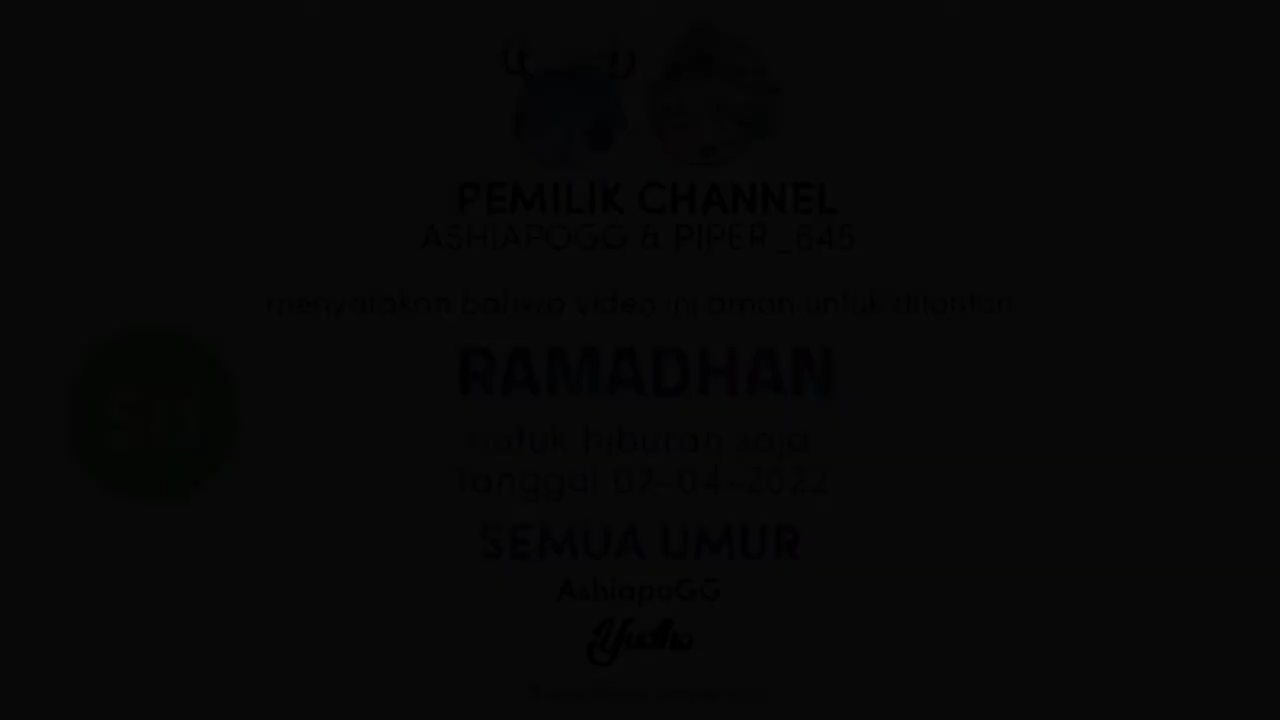 PEMILIK CHANNEL
ASHIAPOGG & PIPER_645
menyatakan bahwa video ini aman untuk ditonton
RAMADHAN
untuk hiburan saja
Tanggal 02-04-2022
SEMUA UMUR
AshiapoGG